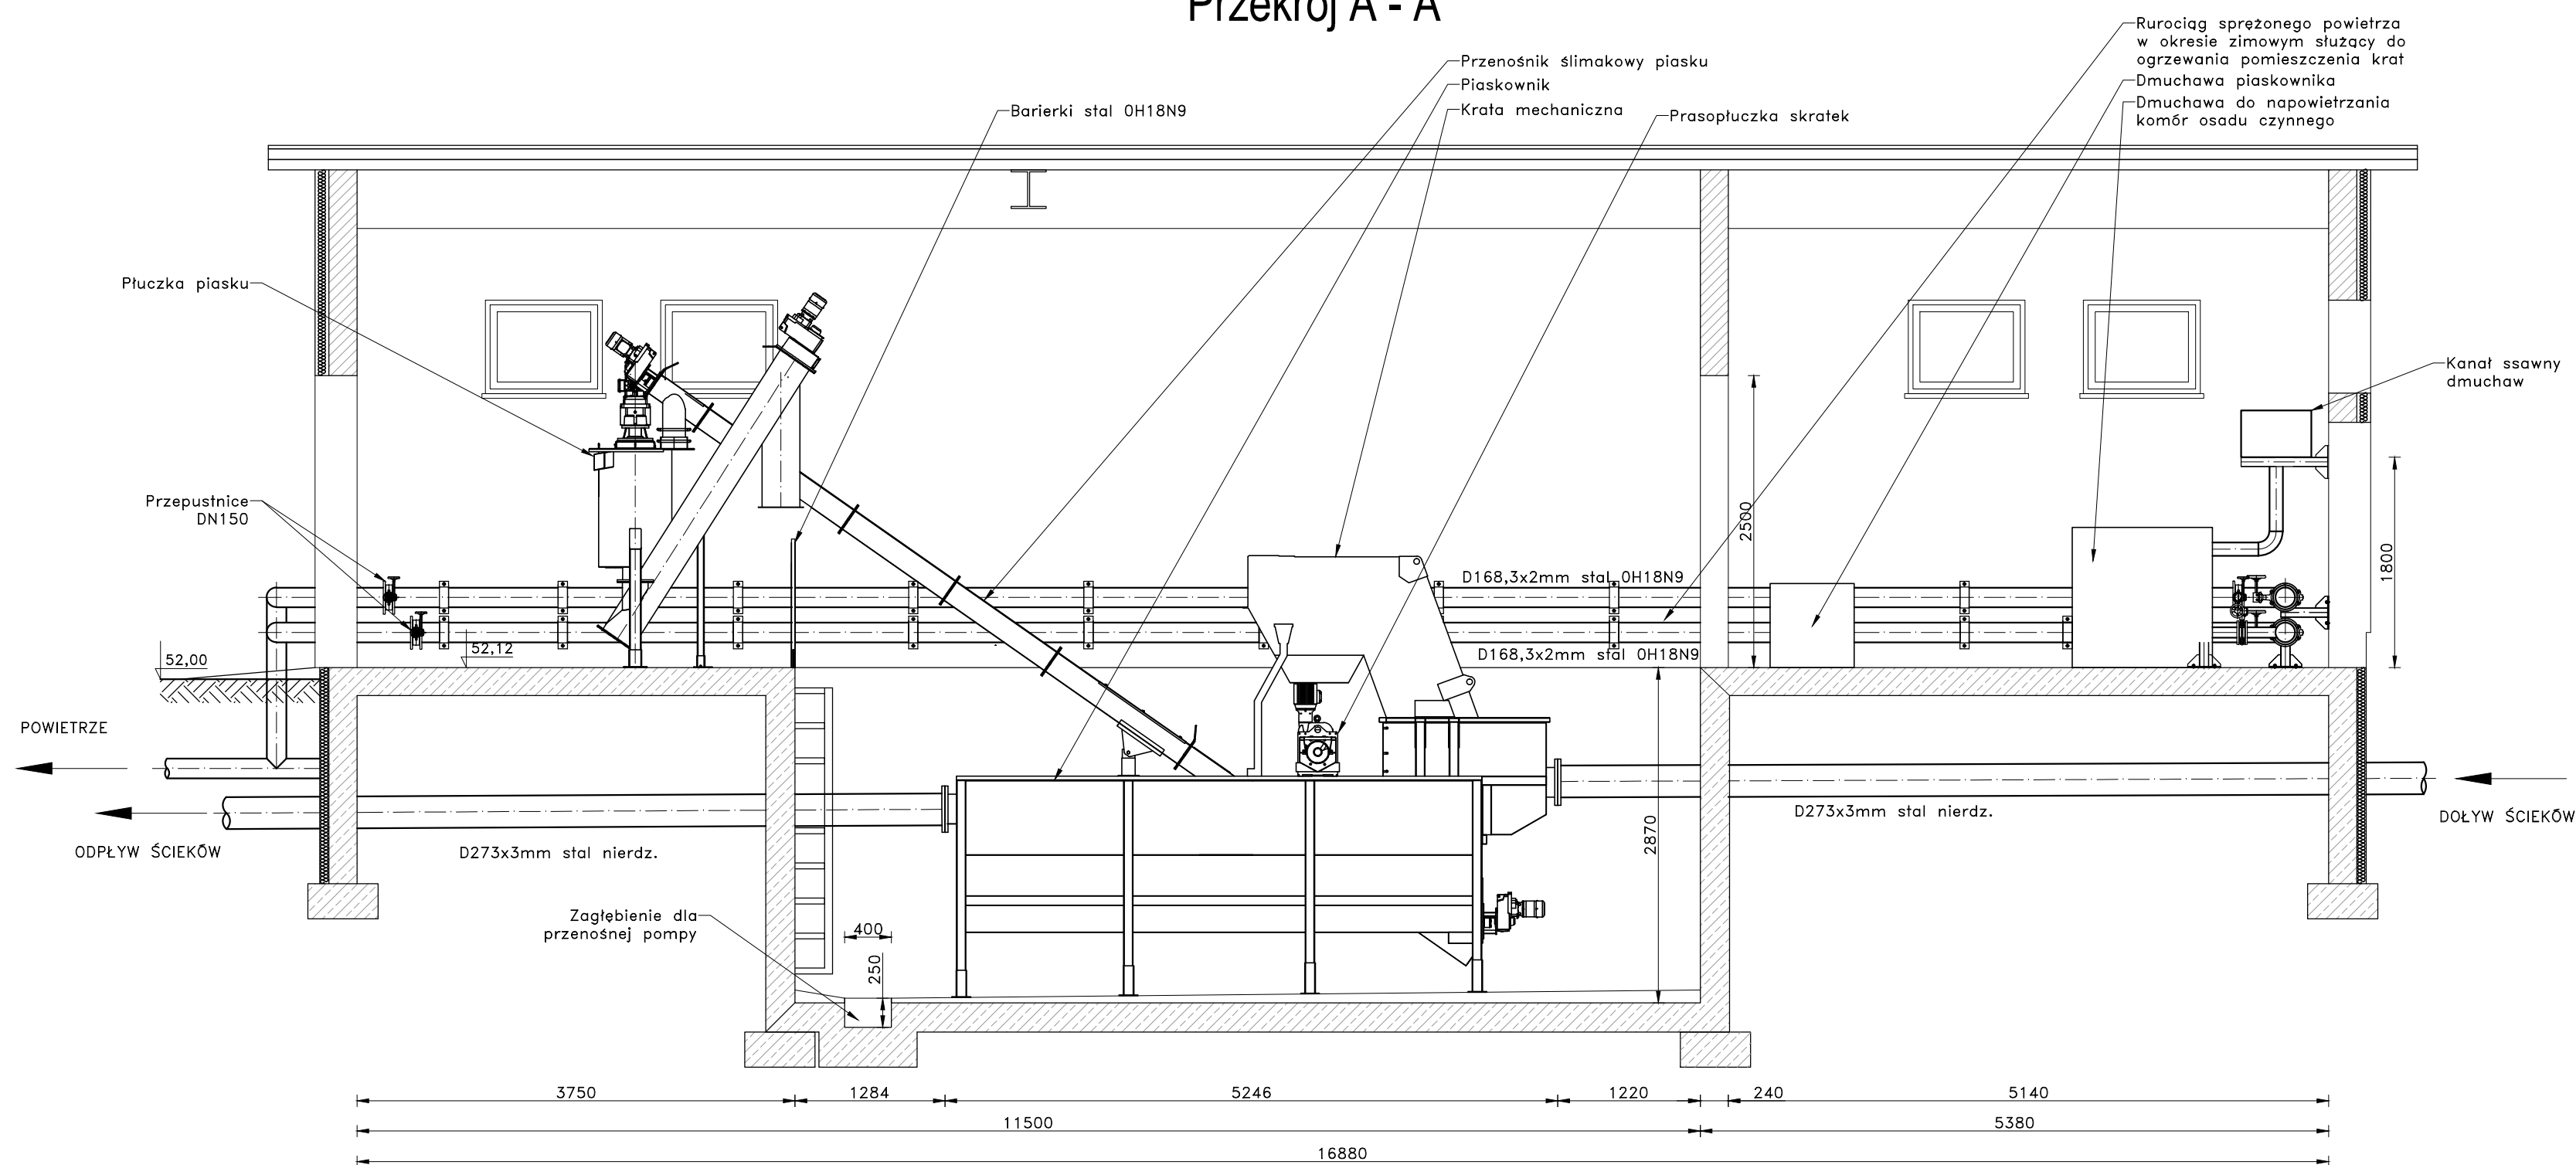 Przekrój A - A
Rurociąg sprężonego powietrza
w okresie zimowym służący do
ogrzewania pomieszczenia krat
Dmuchawa piaskownika
Dmuchawa do napowietrzania
komór osadu czynnego
Przenośnik ślimakowy piasku
Piaskownik
Krata mechaniczna
Prasopłuczka skratek
Barierki stal 0H18N9
Płuczka piasku
Kanał ssawny
dmuchaw
Przepustnice
DN150
2500
1800
D168,3x2mm stal 0H18N9
D168,3x2mm stal 0H18N9
52,00
52,12
POWIETRZE
ODPŁYW ŚCIEKÓW
D273x3mm stal nierdz.
D273x3mm stal nierdz.
DOŁYW ŚCIEKÓW
2870
Zagłębienie dla
przenośnej pompy
400
250
3750
1284
5246
1220
240
5140
11500
5380
16880